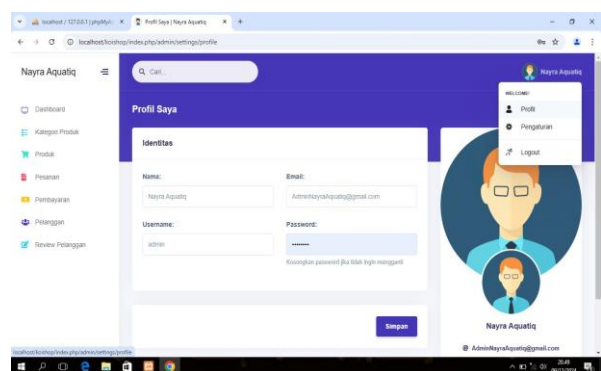 localhost / 127.0.0.1 | phpMyA
Profil Saya | Nayra Aquatiq
localhost/koishop/index.php/admin/settings/profile
Nayra Aquatiq
Cari...
Nayra Aquatiq
WELCOME!
Profil
Pengaturan
Logout
Dashboard
Kategori Produk
Produk
Pesanan
Pembayaran
Pelanggan
Review Pelanggan
Profil Saya
Identitas
Nama:
Nayra Aquatiq
Email:
AdminNayraAquatiq@gmail.com
Username:
admin
Password:
Kosongkan password jika tidak ingin mengganti
Simpan
Nayra Aquatiq
@ AdminNayraAquatiq@gmail.com
localhost/koishop/index.php/admin/settings/profile
20.49